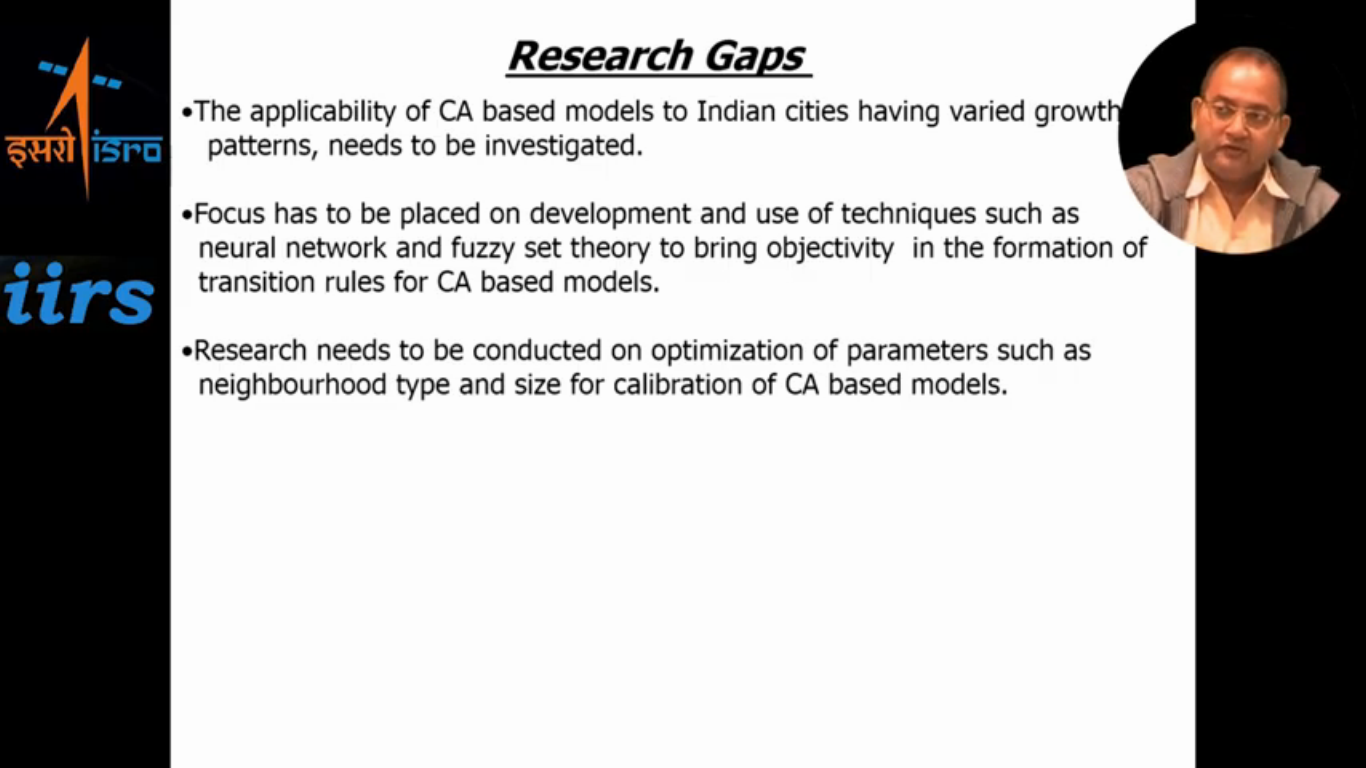 Research Gaps
•The applicability of CA based models to Indian cities having varied growth
patterns, needs to be investigated.
•Focus has to be placed on development and use of techniques such as
neural network and fuzzy set theory to bring objectivity in the formation of
transition rules for CA based models.
•Research needs to be conducted on optimization of parameters such as
neighbourhood type and size for calibration of CA based models.
इसरो isro
iirs